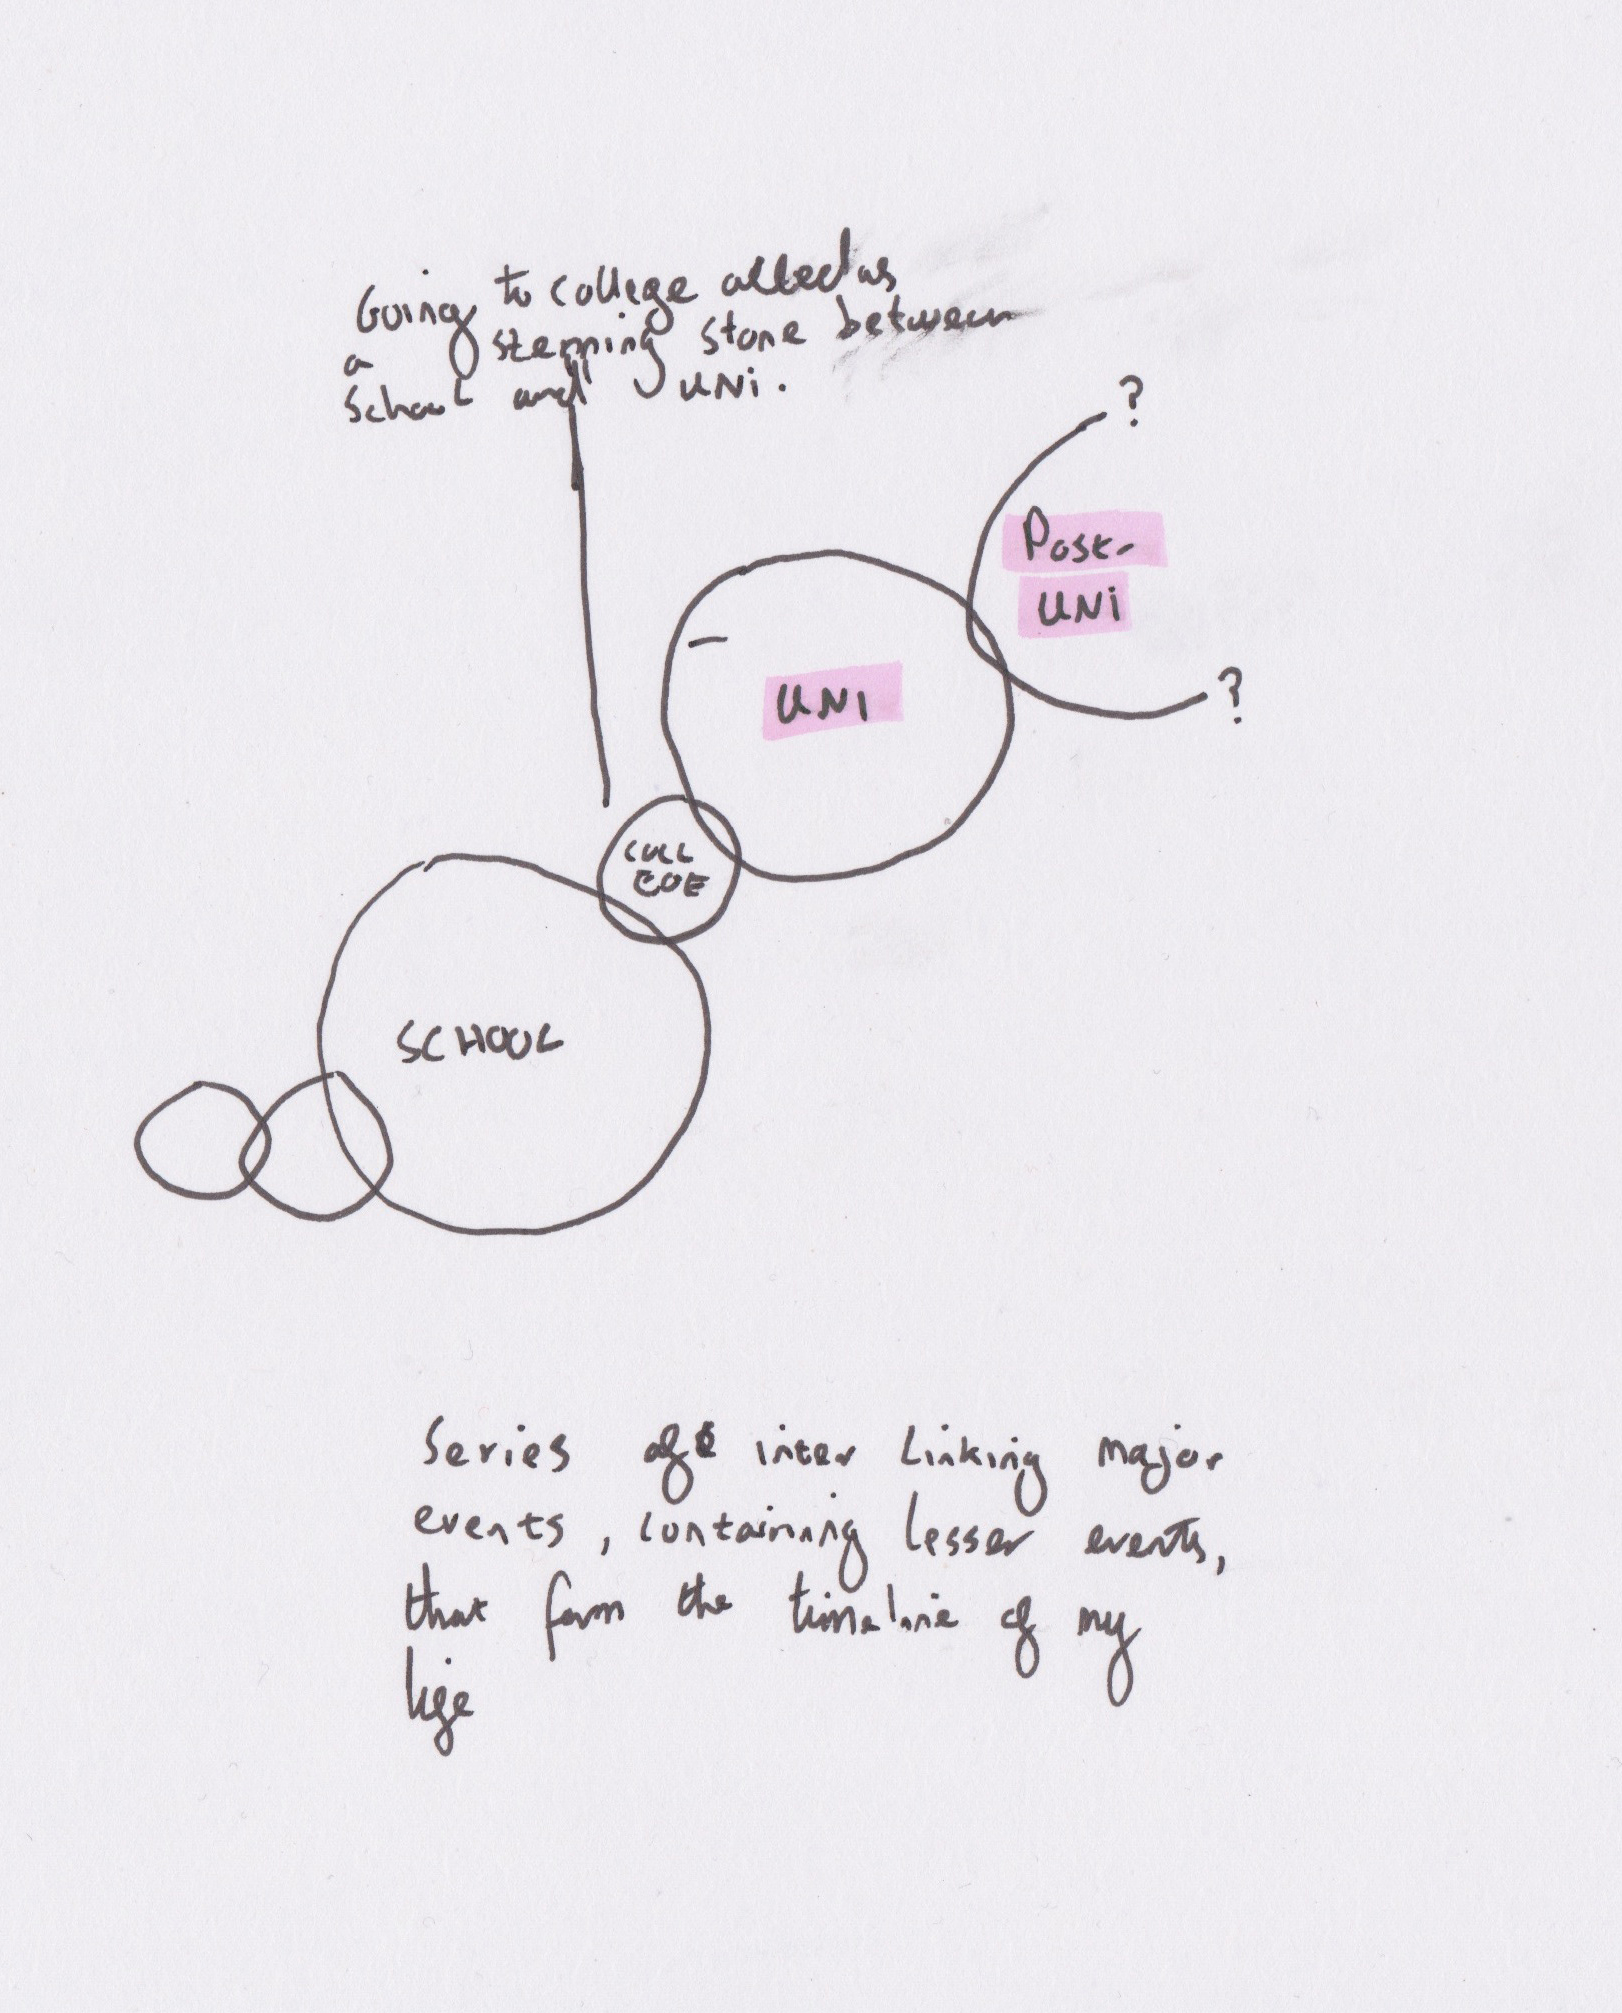 Going to college acted as
a stepping stone between
School and UNi.
?
Post-
UNi
?
UNI
COLL
EGE
SCHOOL
Series of inter linking major
events, containing lesser events,
that form the timeline of my
life